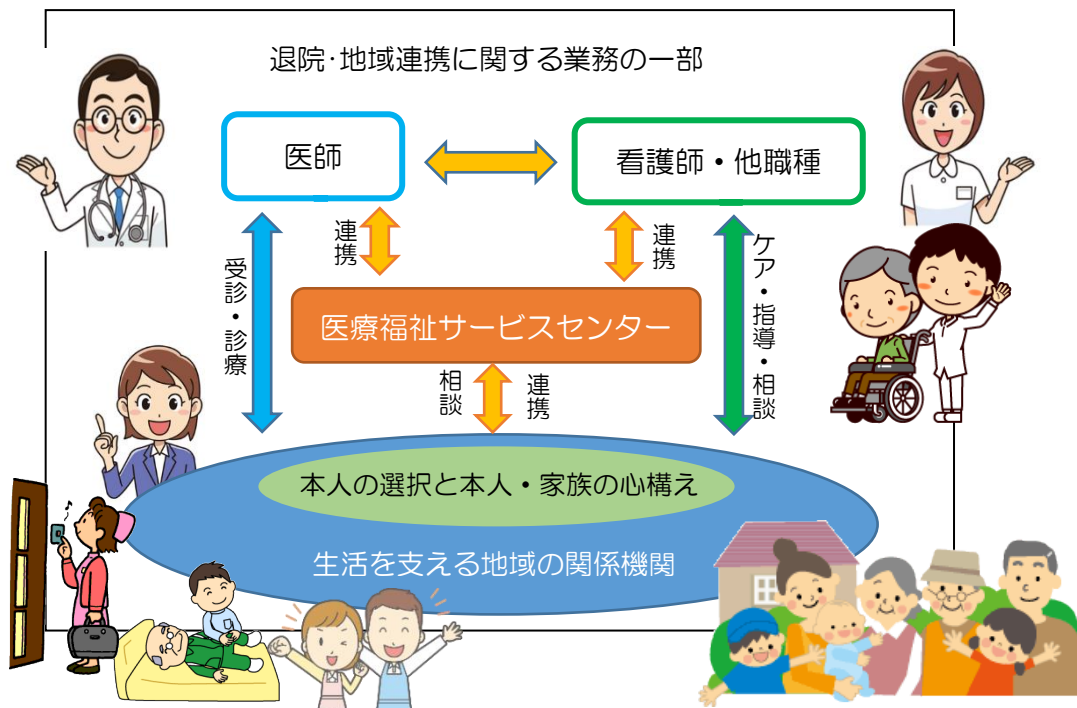 退院・地域連携に関する業務の一部
医師
看護師・他職種
連携
連携
受診・診療
ケア・指導・相談
医療福祉サービスセンター
相談
連携
本人の選択と本人・家族の心構え
生活を支える地域の関係機関